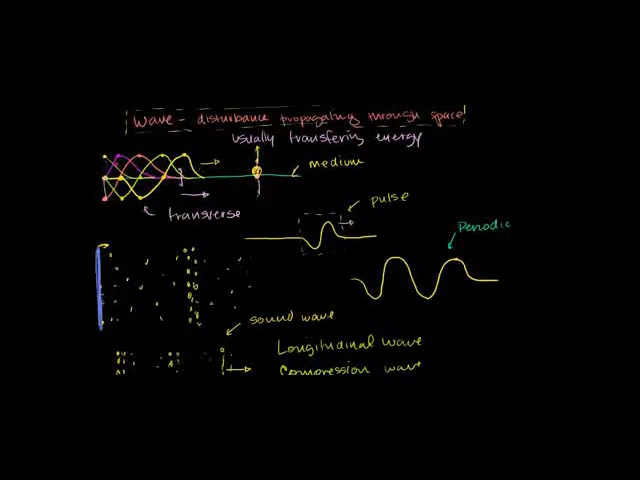 Wave - disturbance propagating through space!
usually transferring energy
medium
transverse
pulse
Periodic
sound wave
Longitudinal wave
Compression wave